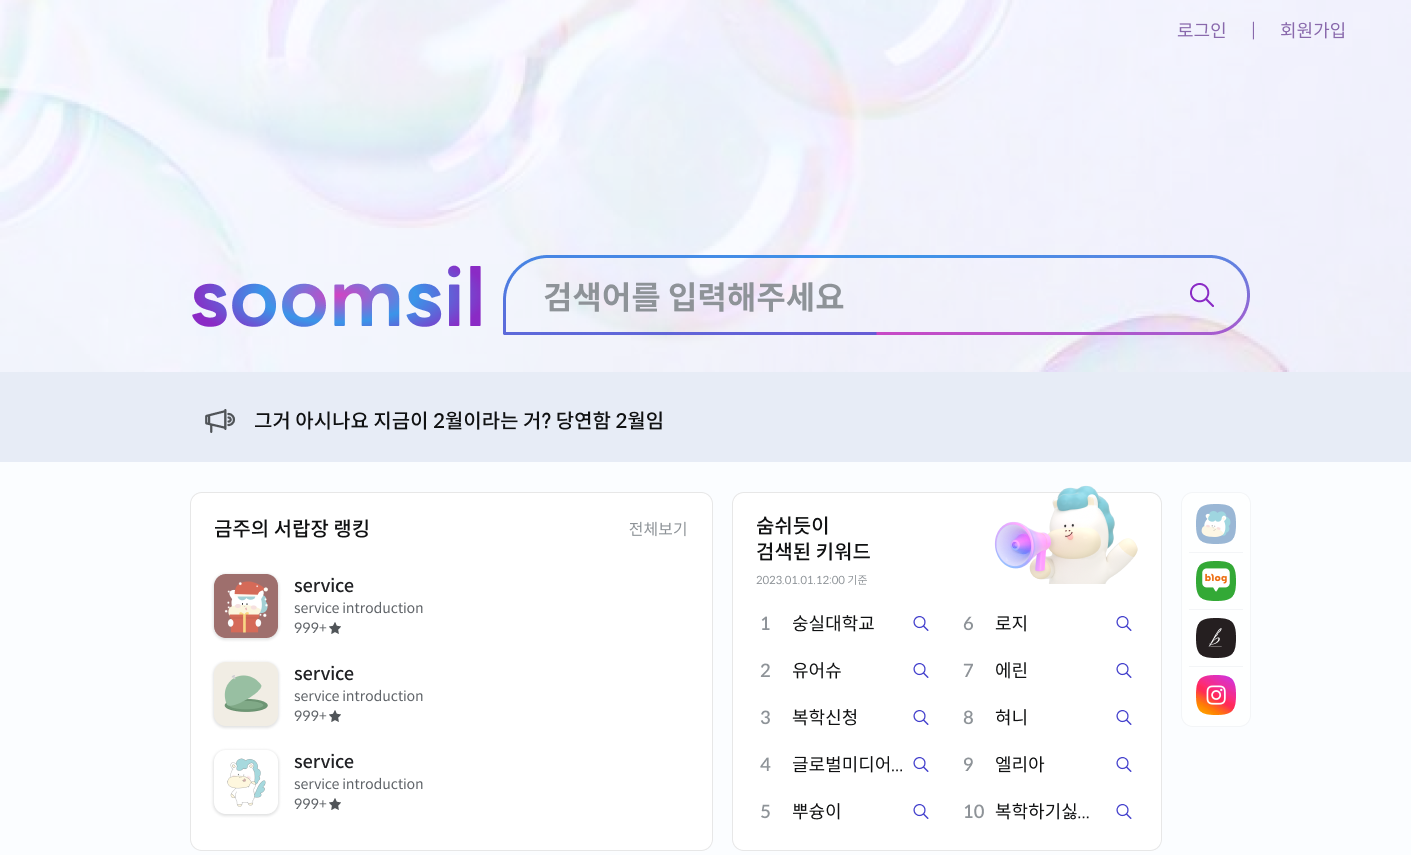 로그인 | 회원가입
soomsil
검색어를 입력해주세요
그거 아시나요 지금이 2월이라는 거? 당연함 2월임
금주의 서랍장 랭킹
전체보기
service
service introduction
999+★
service
service introduction
999+★
service
service introduction
999+★
숨쉬듯이
검색된 키워드
2023.01.01.12:00 기준
1 숭실대학교
2 유어슈
3 복학신청
4 글로벌미디어...
5 뿌슝이
6 로지
7 에린
8 혀니
9 엘리아
10 복학하기싫...
blog
b